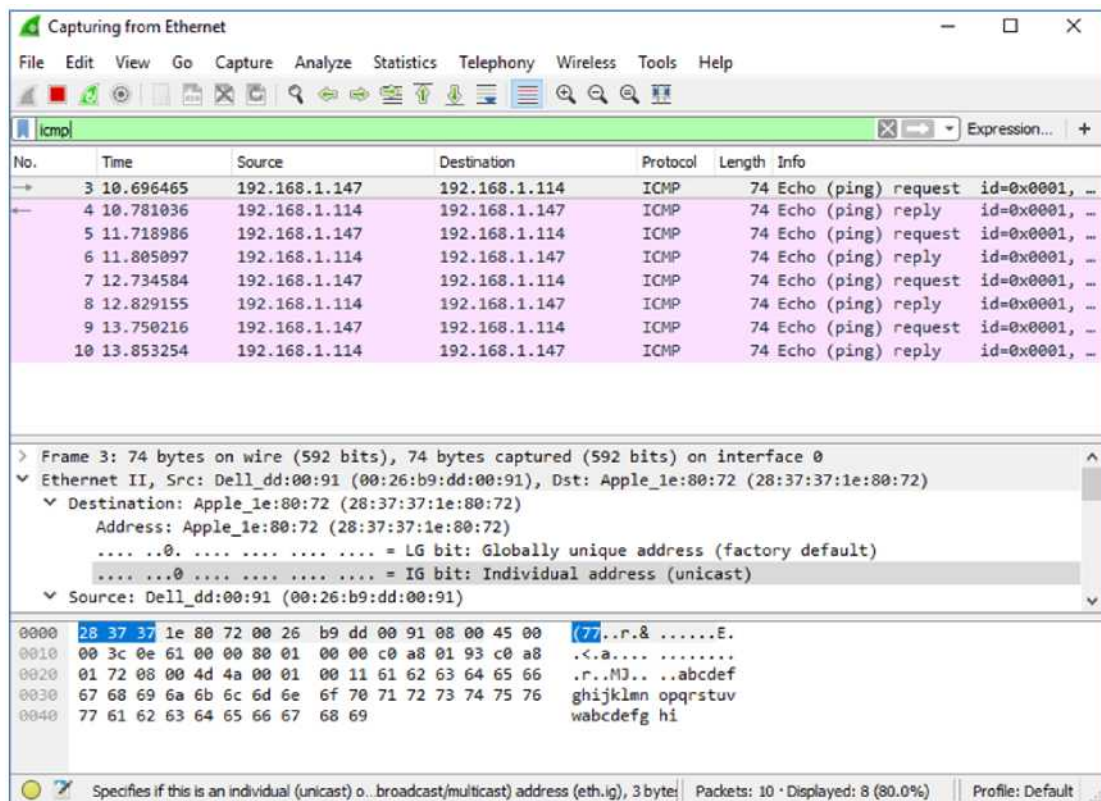 Capturing from Ethernet
File Edit View Go Capture Analyze Statistics Telephony Wireless Tools Help
icmp Expression... +
No. Time Source Destination Protocol Length Info
3 10.696465 192.168.1.147 192.168.1.114 ICMP 74 Echo (ping) request id=0x0001, …
4 10.781036 192.168.1.114 192.168.1.147 ICMP 74 Echo (ping) reply id=0x0001, …
5 11.718986 192.168.1.147 192.168.1.114 ICMP 74 Echo (ping) request id=0x0001, …
6 11.805097 192.168.1.114 192.168.1.147 ICMP 74 Echo (ping) reply id=0x0001, …
7 12.734584 192.168.1.147 192.168.1.114 ICMP 74 Echo (ping) request id=0x0001, …
8 12.829155 192.168.1.114 192.168.1.147 ICMP 74 Echo (ping) reply id=0x0001, …
9 13.750216 192.168.1.147 192.168.1.114 ICMP 74 Echo (ping) request id=0x0001, …
10 13.853254 192.168.1.114 192.168.1.147 ICMP 74 Echo (ping) reply id=0x0001, …
Frame 3: 74 bytes on wire (592 bits), 74 bytes captured (592 bits) on interface 0
Ethernet II, Src: Dell_dd:00:91 (00:26:b9:dd:00:91), Dst: Apple_1e:80:72 (28:37:37:1e:80:72)
Destination: Apple_1e:80:72 (28:37:37:1e:80:72)
Address: Apple_1e:80:72 (28:37:37:1e:80:72)
.... ..0. .... .... .... .... = LG bit: Globally unique address (factory default)
.... ...0 .... .... .... .... = IG bit: Individual address (unicast)
Source: Dell_dd:00:91 (00:26:b9:dd:00:91)
0000 28 37 37 1e 80 72 00 26 b9 dd 00 91 08 00 45 00 (77..r.& ......E.
0010 00 3c 0e 61 00 00 80 01 00 00 c0 a8 01 93 c0 a8 .<.a.... ........
0020 01 72 08 00 4d 4a 00 01 00 11 61 62 63 64 65 66 .r..MJ.. ..abcdef
0030 67 68 69 6a 6b 6c 6d 6e 6f 70 71 72 73 74 75 76 ghijklmn opqrstuv
0040 77 61 62 63 64 65 66 67 68 69 wabcdefg hi
Specifies if this is an individual (unicast) o...broadcast/multicast) address (eth.ig), 3 byte Packets: 10 · Displayed: 8 (80.0%) Profile: Default